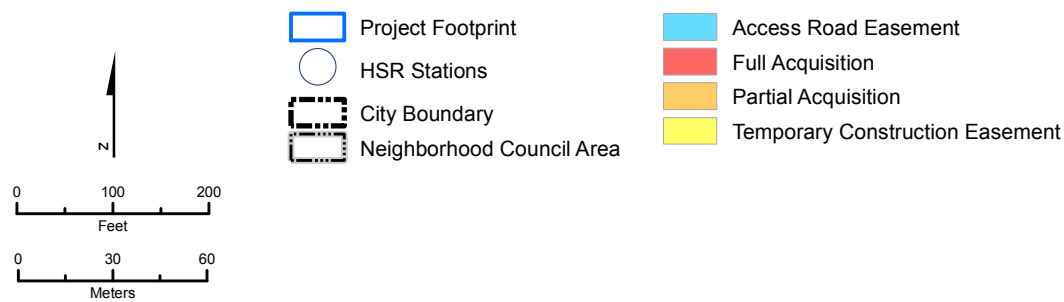 Project Footprint
HSR Stations
City Boundary
Neighborhood Council Area
Access Road Easement
Full Acquisition
Partial Acquisition
Temporary Construction Easement
N
0 100 200
Feet
0 30 60
Meters